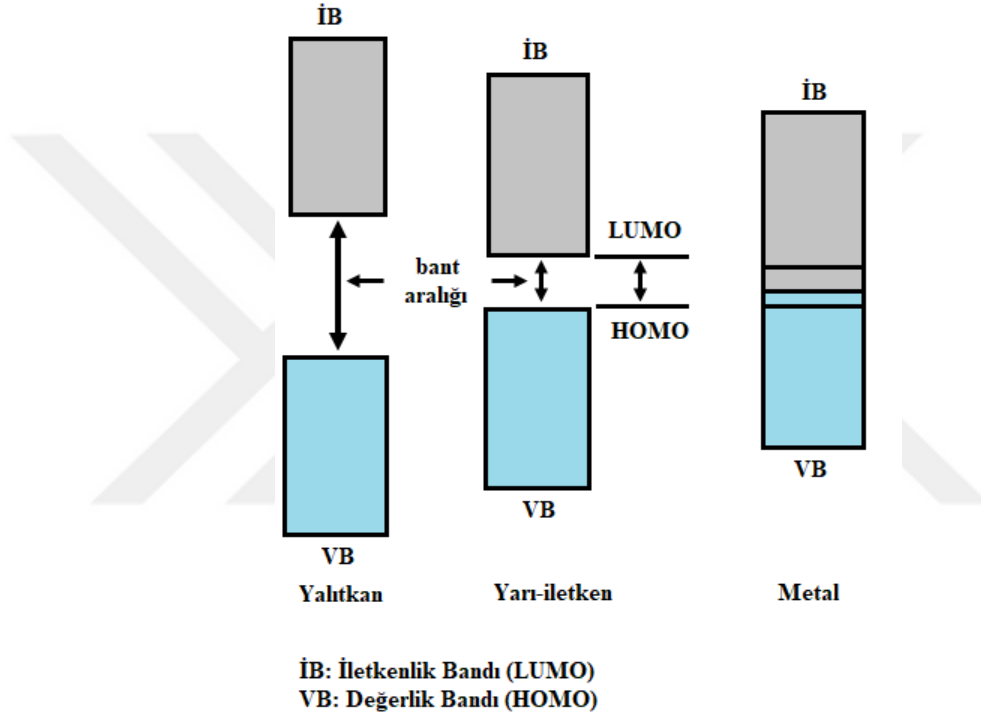 İB
İB
İB
LUMO
bant
aralığı
HOMO
VB
VB
VB
Yalıtkan
Yarı-iletken
Metal
İB: İletkenlik Bandı (LUMO)
VB: Değerlik Bandı (HOMO)